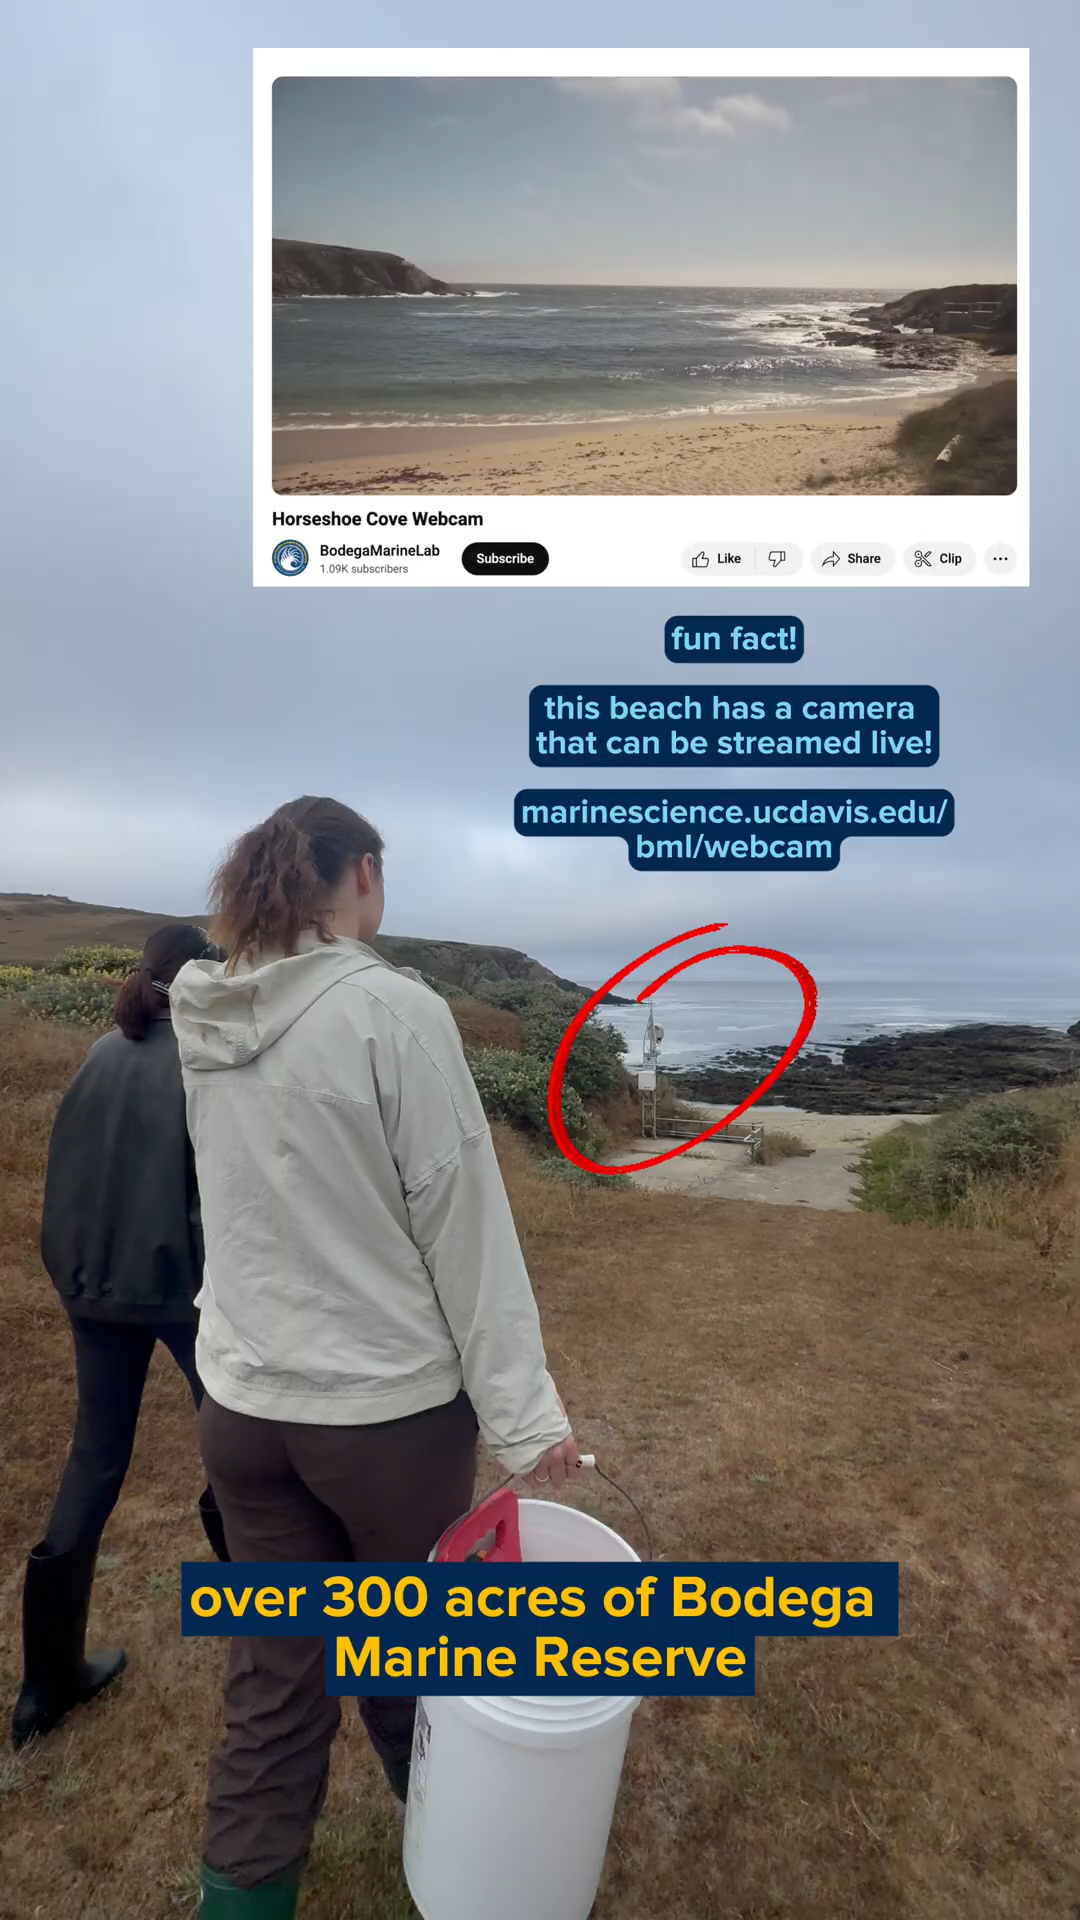 Horseshoe Cove Webcam
BodegaMarineLab
1.09K subscribers
Subscribe
Like
Share
Clip
fun fact!
this beach has a camera
that can be streamed live!
marinescience.ucdavis.edu/
bml/webcam
over 300 acres of Bodega
Marine Reserve